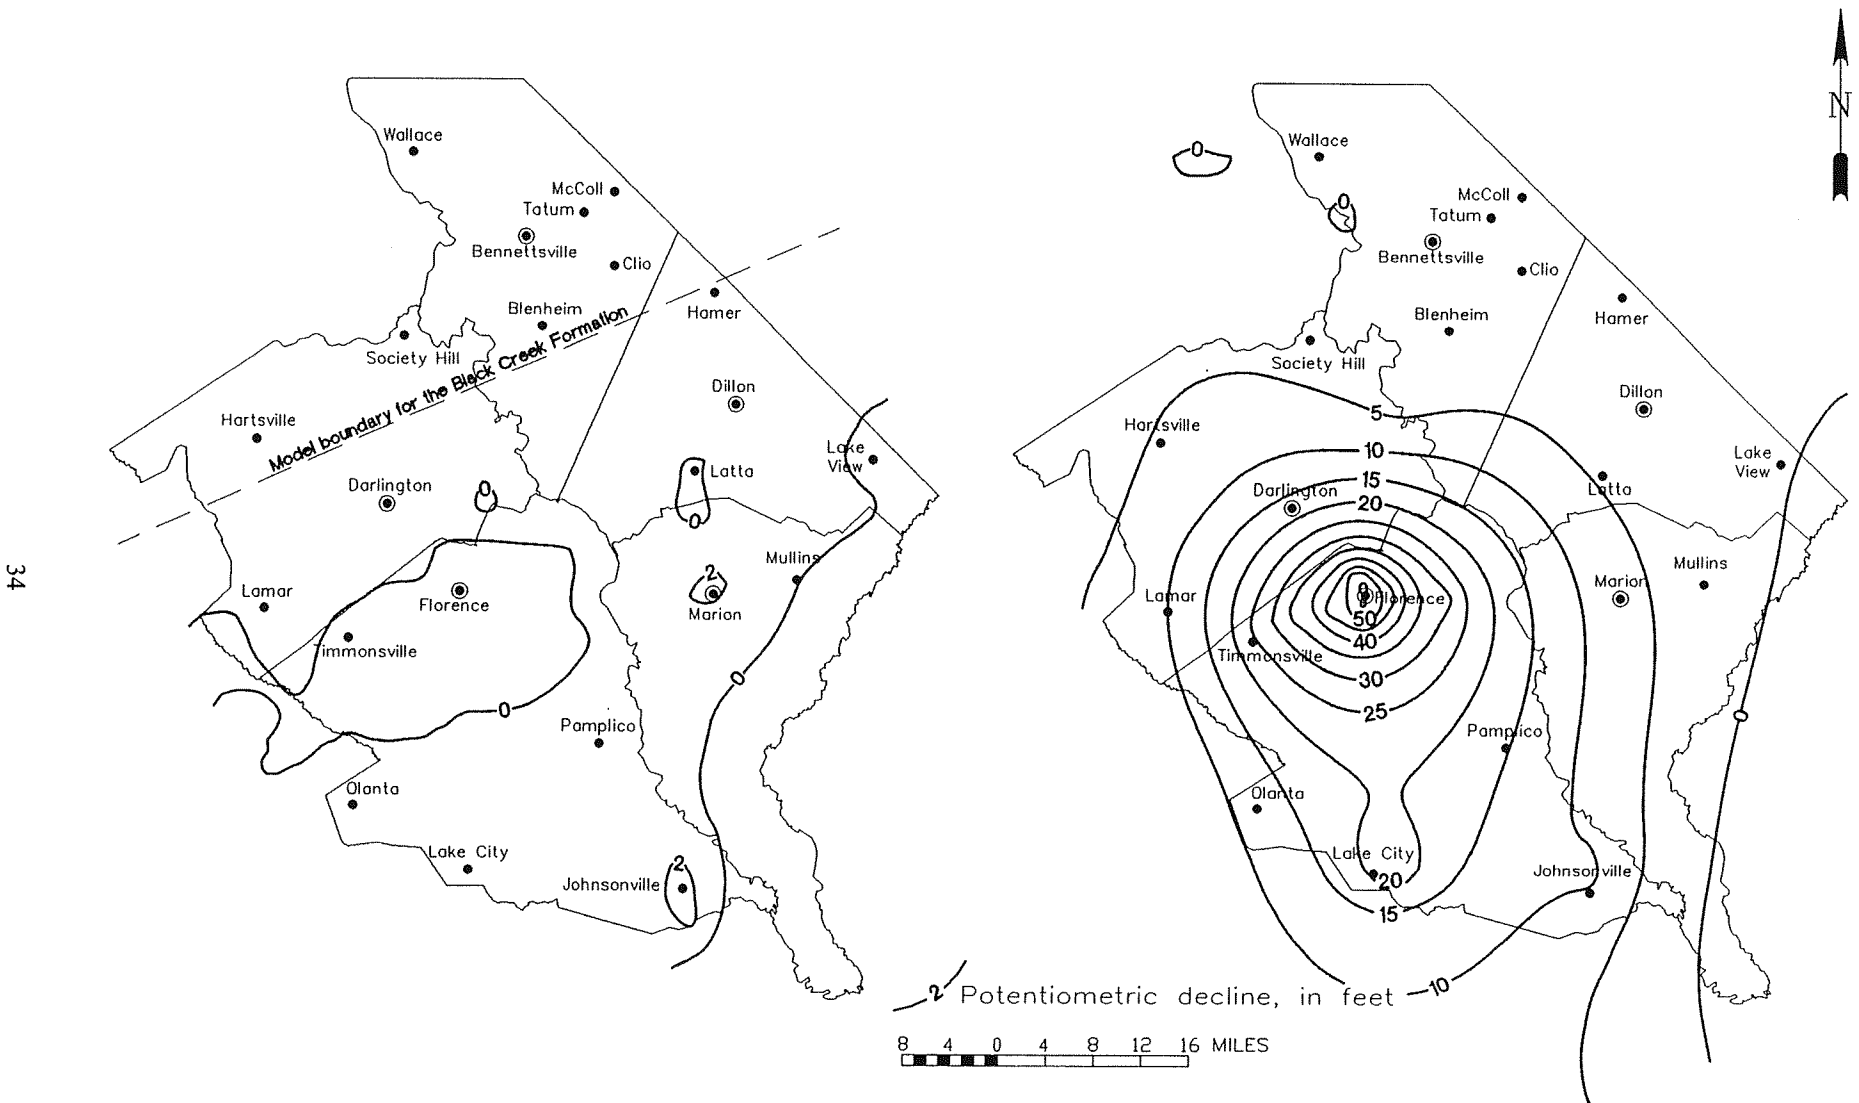 Wallace
McColl
Tatum
Bennettsville
Clio
Blenheim
Hamer
Society Hill
Model boundary for the Black Creek Formation
Dillon
Hartsville
Lake
View
Latta
Darlington
0
0
Mullins
2
Lamar
Florence
Marion
Timmonsville
0
0
Pamplico
Olanta
Lake City
2
Johnsonville
N
0
Wallace
0
McColl
Tatum
Bennettsville
Clio
Blenheim
Hamer
Society Hill
Dillon
5
Hartsville
10
Lake
View
15
Darlington
Latta
20
Mullins
Marion
Lamar
Florence
50
40
Timmonsville
30
25
0
Pamplico
Olanta
Lake City
Johnsonville
20
15
10
2
Potentiometric decline, in feet
8 4 0 4 8 12 16 MILES
34